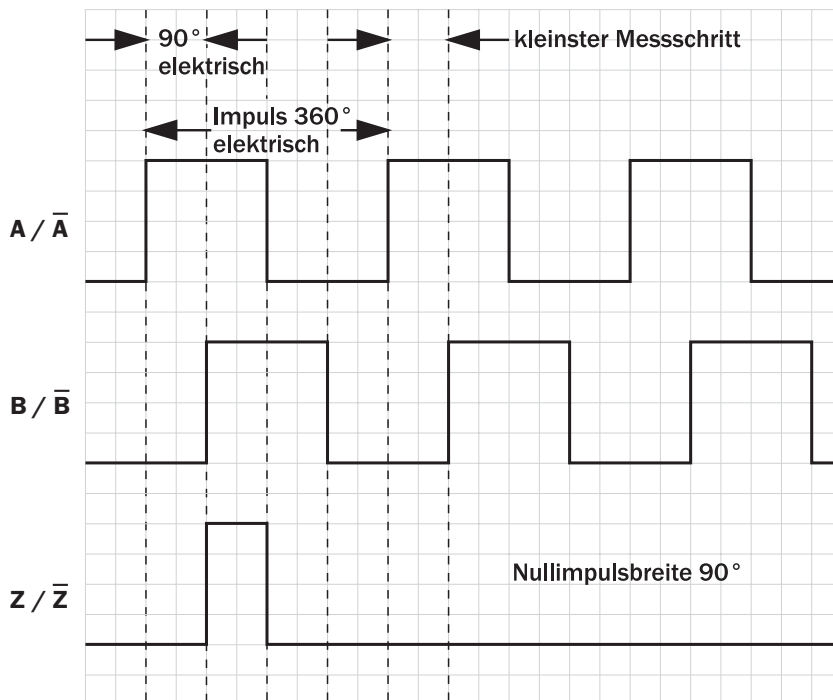 90°
elektrisch
kleinster Messschritt
Impuls 360°
elektrisch
A / A̅
B / B̅
Nullimpulsbreite 90°
Z / Z̅